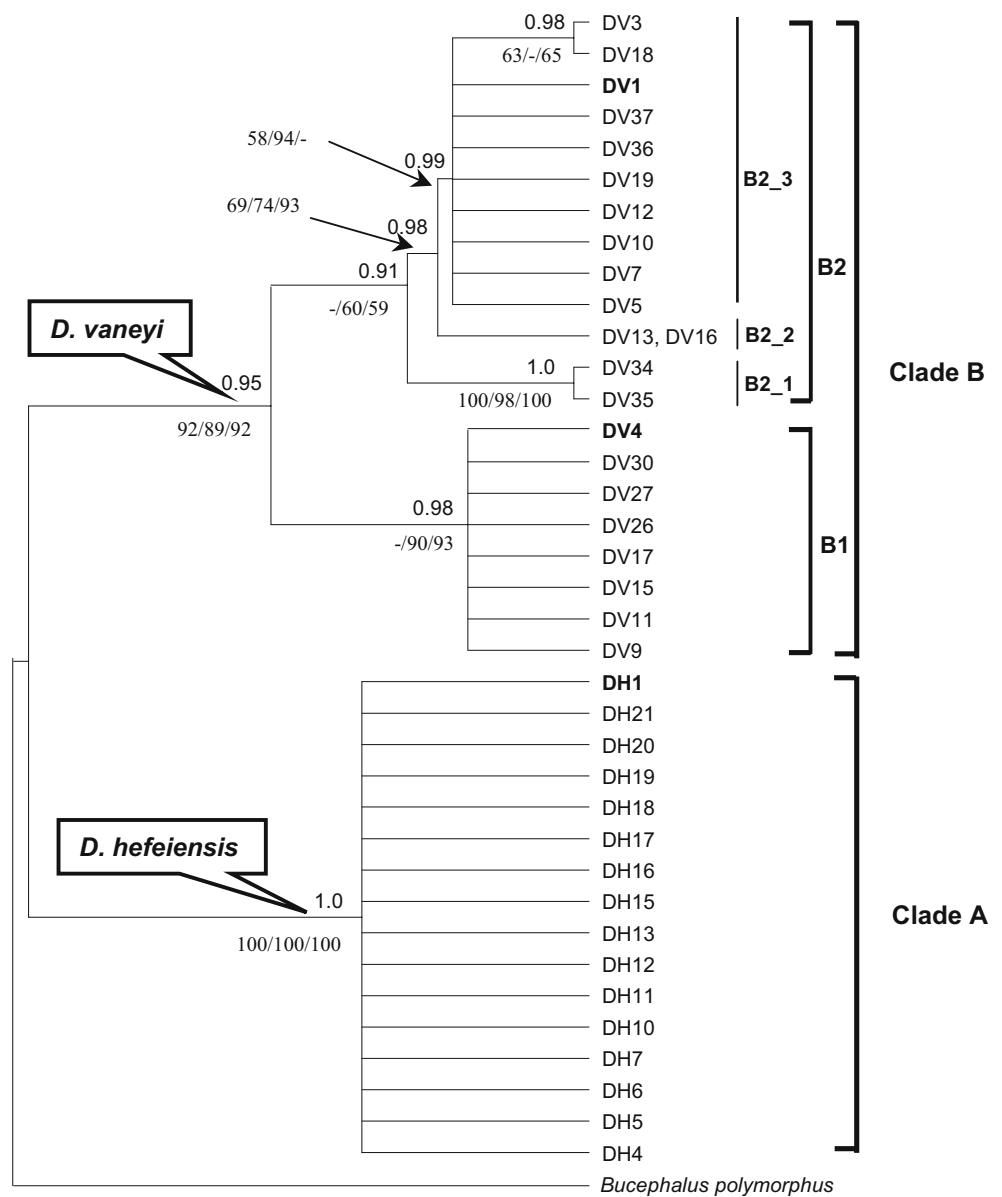 0.98
DV3
63/-/65
DV18
DV1
DV37
58/94/-
DV36
0.99
DV19
B2_3
69/74/93
DV12
0.98
DV10
B2
0.91
DV7
-/60/59
DV5
D. vaneyi
DV13, DV16
B2_2
1.0
DV34
Clade B
0.95
100/98/100
DV35
B2_1
92/89/92
DV4
DV30
DV27
0.98
DV26
-/90/93
B1
DV17
DV15
DV11
DV9
DH1
DH21
DH20
DH19
DH18
D. hefeiensis
DH17
DH16
1.0
DH15
Clade A
100/100/100
DH13
DH12
DH11
DH10
DH7
DH6
DH5
DH4
Bucephalus polymorphus